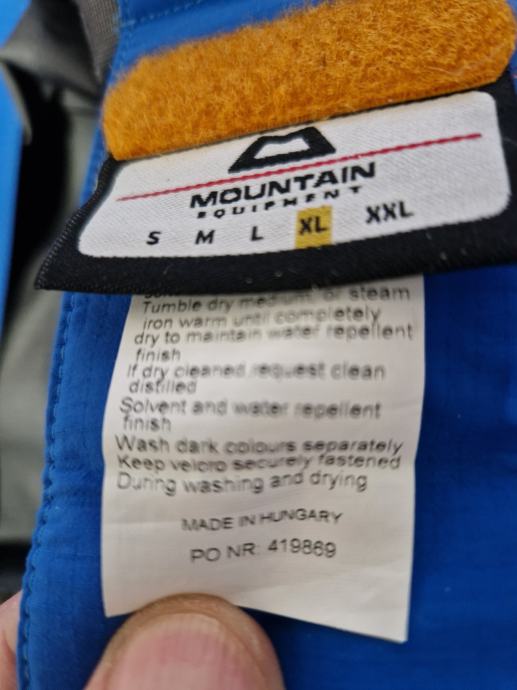 MOUNTAIN
EQUIPMENT
S M L XL XXL
Tumble dry medium, or steam
iron warm until completely
dry to maintain water repellent
finish
If dry cleaned request clean
distilled
Solvent and water repellent
finish
Wash dark colours separately
Keep velcro securely fastened
During washing and drying
MADE IN HUNGARY
PO NR: 419869